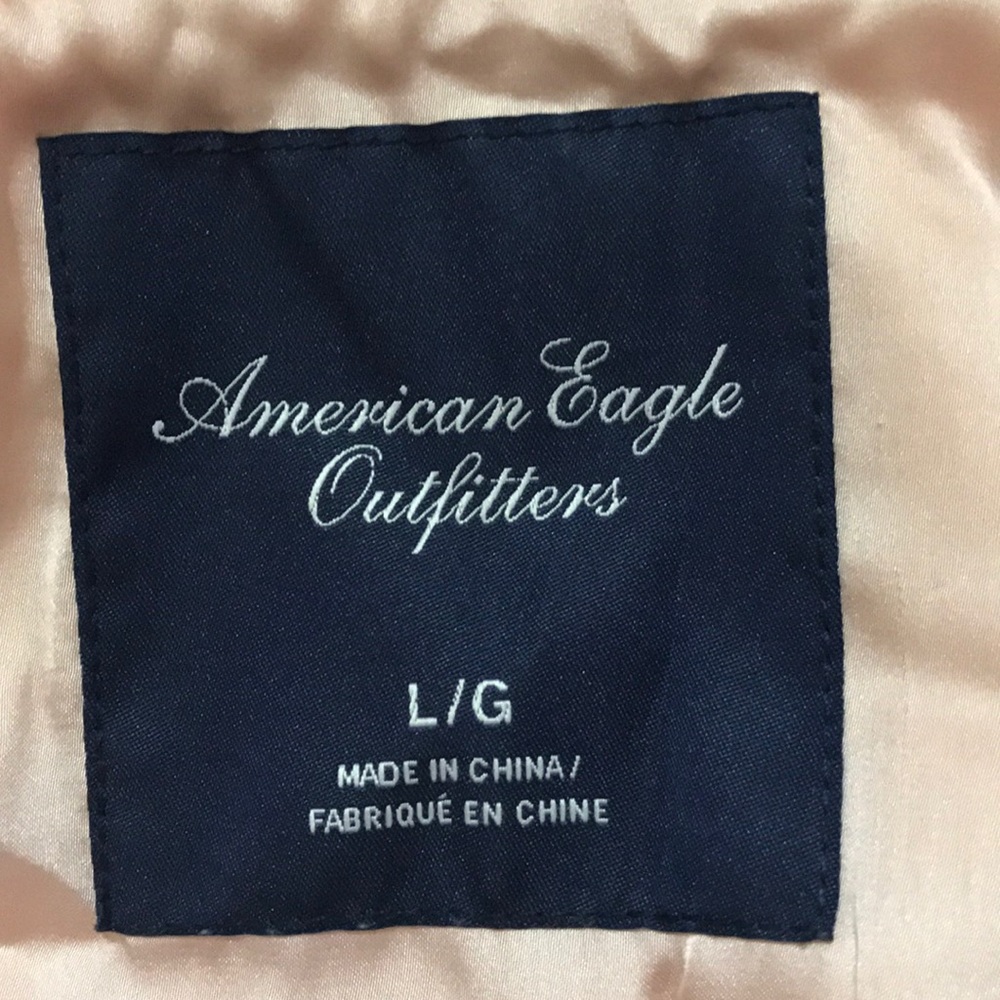 American Eagle
Outfitters
L/G
MADE IN CHINA/
FABRIQUÉ EN CHINE